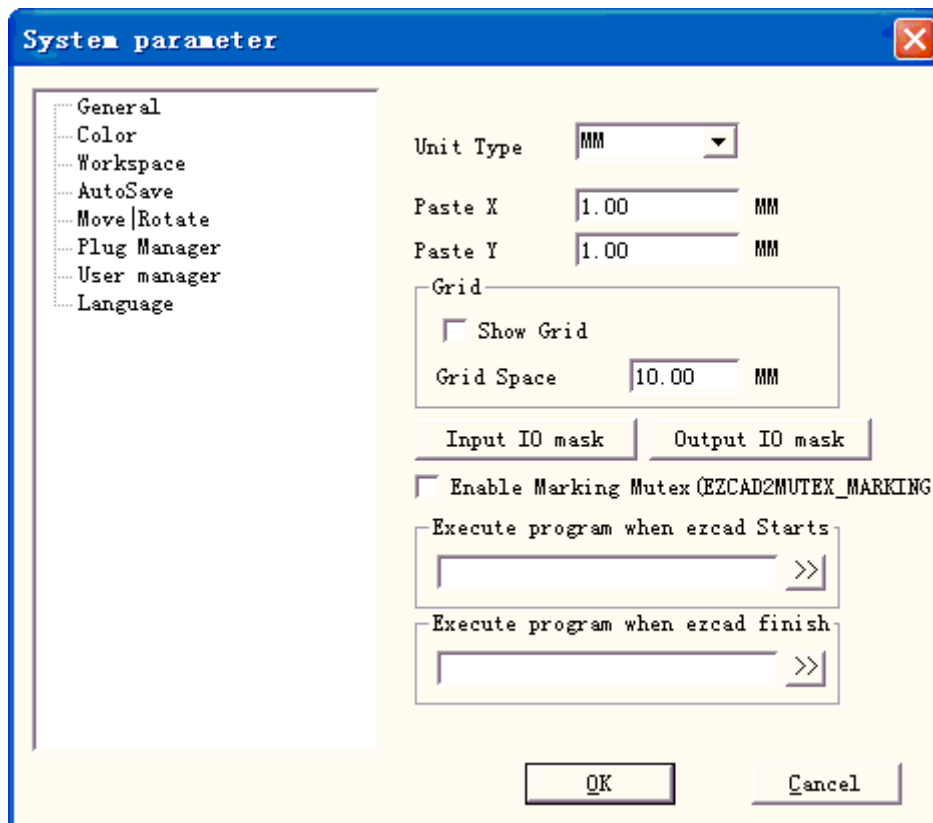 System parameter
General
Color
Workspace
AutoSave
Move|Rotate
Plug Manager
User manager
Language
Unit Type MM
Paste X 1.00 MM
Paste Y 1.00 MM
Grid
Show Grid
Grid Space 10.00 MM
Input IO mask Output IO mask
Enable Marking Mutex(EZCAD2MUTEX_MARKING
Execute program when ezcad Starts
>>
Execute program when ezcad finish
>>
OK Cancel